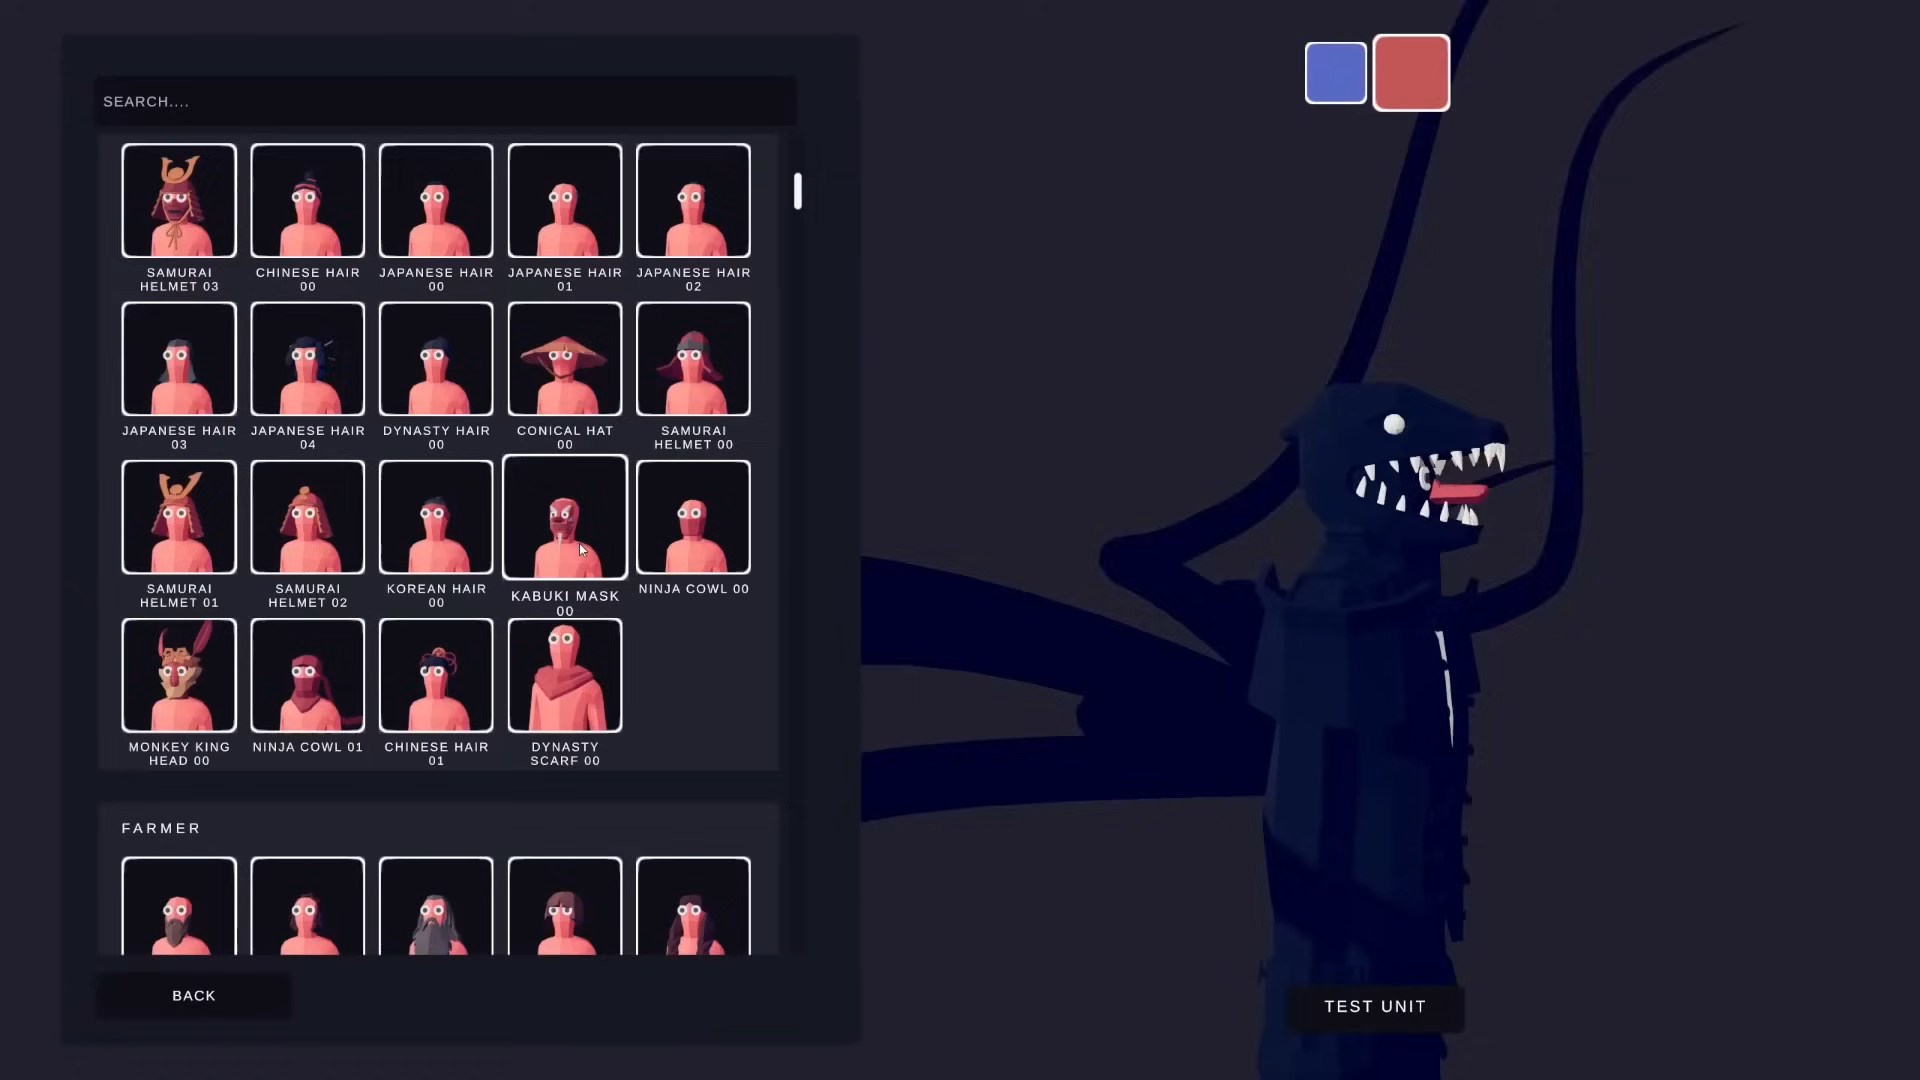 SEARCH....
SAMURAI
HELMET 03
CHINESE HAIR
00
JAPANESE HAIR
00
JAPANESE HAIR
01
JAPANESE HAIR
02
JAPANESE HAIR
03
JAPANESE HAIR
04
DYNASTY HAIR
00
CONICAL HAT
00
SAMURAI
HELMET 00
SAMURAI
HELMET 01
SAMURAI
HELMET 02
KOREAN HAIR
00
KABUKI MASK
00
NINJA COWL 00
MONKEY KING
HEAD 00
NINJA COWL 01
CHINESE HAIR
01
DYNASTY
SCARF 00
FARMER
BACK
TEST UNIT